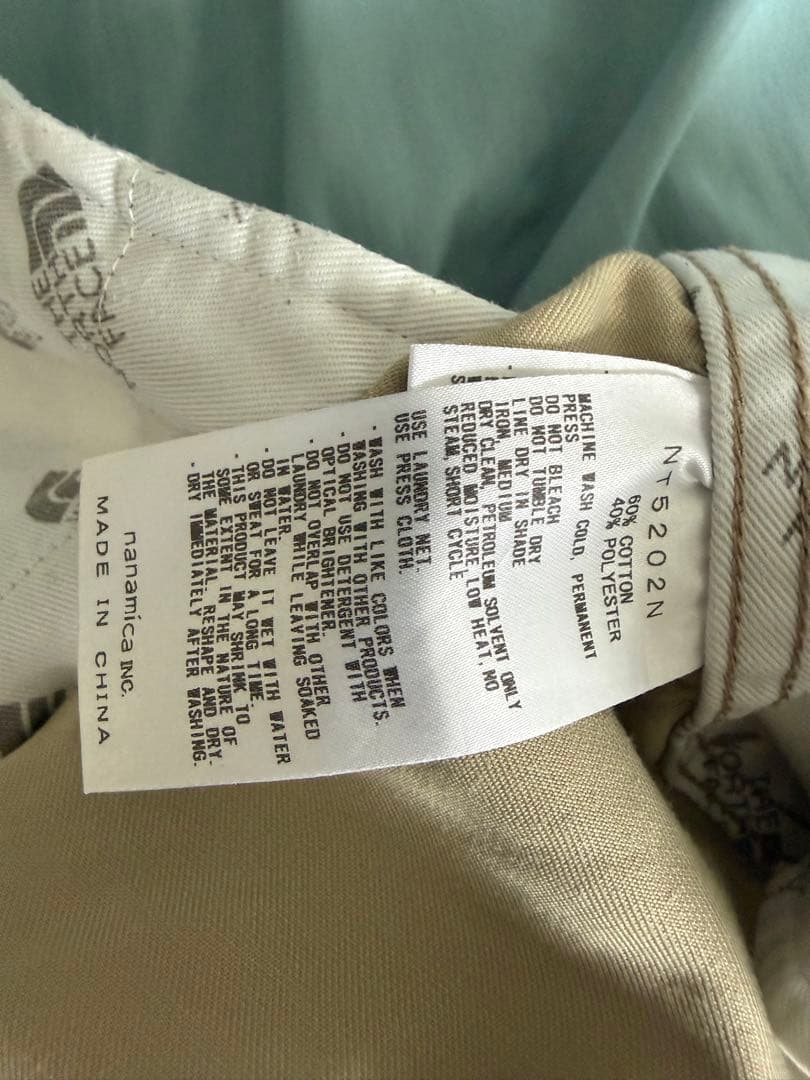 NT5202N
60% COTTON
40% POLYESTER
MACHINE WASH COLD, PERMANENT
PRESS
DO NOT BLEACH
DO NOT TUMBLE DRY
LINE DRY IN SHADE
IRON, MEDIUM
DRY CLEAN, PETROLEUM SOLVENT ONLY
REDUCED MOISTURE, LOW HEAT, NO
STEAM, SHORT CYCLE
USE LAUNDRY NET.
USE PRESS CLOTH.
・WASH WITH LIKE COLORS WHEN
WASHING WITH OTHER PRODUCTS.
・DO NOT USE DETERGENT WITH
OPTICAL BRIGHTENER.
・DO NOT OVERLAP WITH OTHER
LAUNDRY WHILE LEAVING SOAKED
IN WATER.
・DO NOT LEAVE IT WET WITH WATER
OR SWEAT FOR A LONG TIME.
・THIS PRODUCT MAY SHRINK TO
SOME EXTENT IN THE NATURE OF
THE MATERIAL. RESHAPE AND DRY.
・DRY IMMEDIATELY AFTER WASHING.
nanamica INC.
MADE IN CHINA
THE
NORTH
FACE